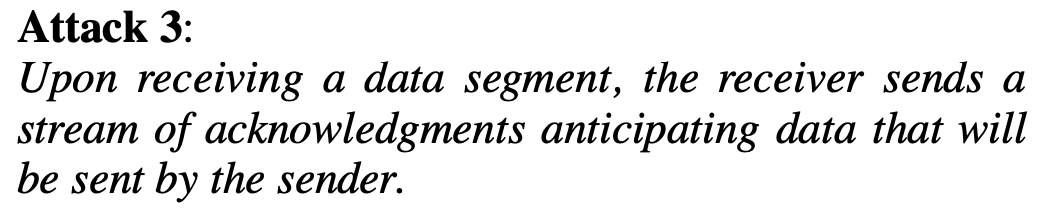 Attack 3:
Upon receiving a data segment, the receiver sends a
stream of acknowledgments anticipating data that will
be sent by the sender.